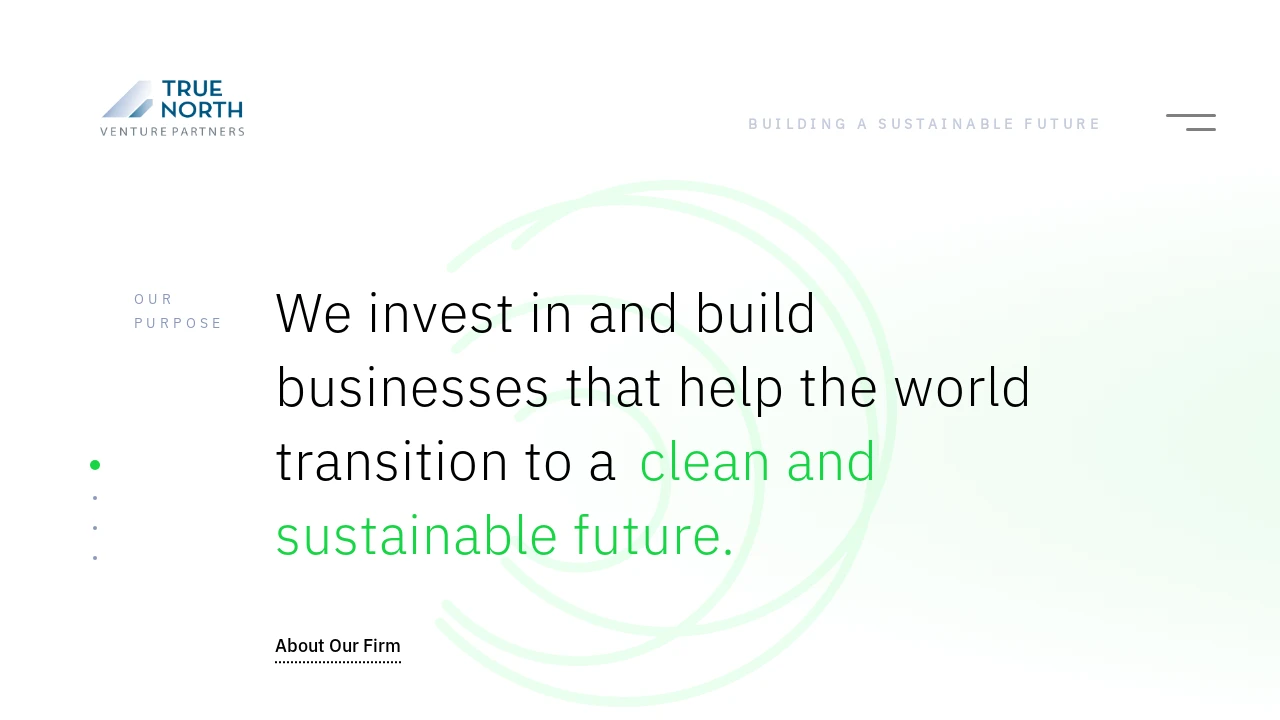 TRUE
NORTH
VENTURE PARTNERS
BUILDING A SUSTAINABLE FUTURE
OUR
PURPOSE
We invest in and build
businesses that help the world
transition to a clean and
sustainable future.
About Our Firm